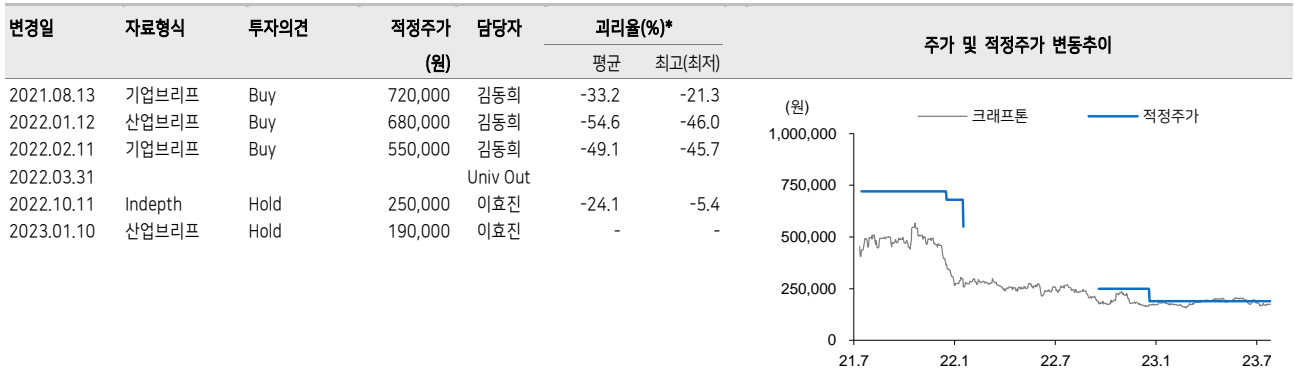 변경일 자료형식 투자의견 적정주가 담당자 괴리율(%)*
(원) 평균 최고(최저)
2021.08.13 기업브리프 Buy 720,000 김동희 -33.2 -21.3
2022.01.12 산업브리프 Buy 680,000 김동희 -54.6 -46.0
2022.02.11 기업브리프 Buy 550,000 김동희 -49.1 -45.7
2022.03.31 Univ Out
2022.10.11 Indepth Hold 250,000 이효진 -24.1 -5.4
2023.01.10 산업브리프 Hold 190,000 이효진 - -
주가 및 적정주가 변동추이
(원)
크래프톤 적정주가
1,000,000
750,000
500,000
250,000
0
21.7 22.1 22.7 23.1 23.7